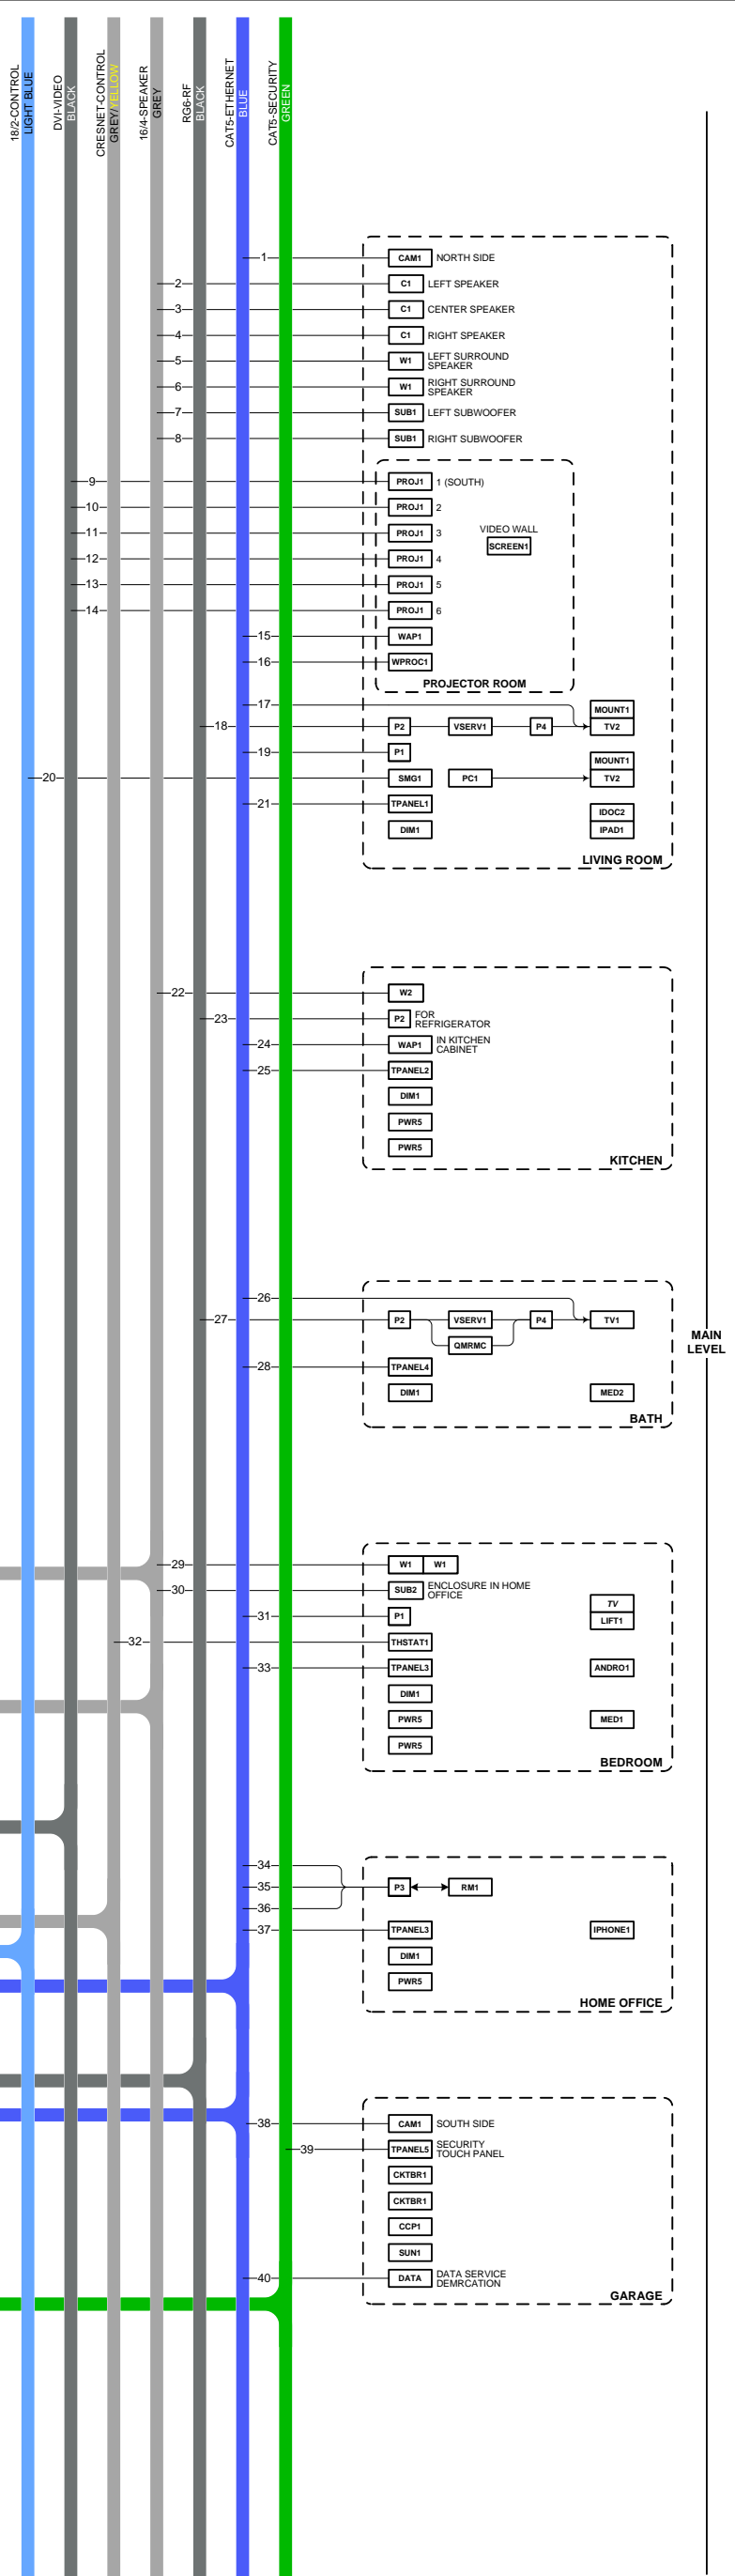 18/2-CONTROL
LIGHT BLUE
DVI-VIDEO
BLACK
CRESNET-CONTROL
GREY/YELLOW
16/4-SPEAKER
GREY
RG6-RF
BLACK
CAT5-ETHERNET
BLUE
CAT5-SECURITY
GREEN
1 CAM1 NORTH SIDE
2 C1 LEFT SPEAKER
3 C1 CENTER SPEAKER
4 C1 RIGHT SPEAKER
5 W1 LEFT SURROUND
SPEAKER
6 W1 RIGHT SURROUND
SPEAKER
7 SUB1 LEFT SUBWOOFER
8 SUB1 RIGHT SUBWOOFER
9 PROJ1 1 (SOUTH)
10 PROJ1 2
11 PROJ1 3
VIDEO WALL
SCREEN1
12 PROJ1 4
13 PROJ1 5
14 PROJ1 6
15 WAP1
16 WPROC1
PROJECTOR ROOM
17 MOUNT1
18 P2 VSERV1 P4 TV2
19 P1 MOUNT1
20 SMG1 PC1 TV2
21 TPANEL1
IDOC2
DIM1 IPAD1
LIVING ROOM
22 W2
23 P2 FOR
REFRIGERATOR
24 WAP1 IN KITCHEN
CABINET
25 TPANEL2
DIM1
PWR5
PWR5
KITCHEN
26
27 P2 VSERV1 P4 TV1
QMRMC
28 TPANEL4
DIM1 MED2
BATH
MAIN
LEVEL
29 W1 W1
30 SUB2 ENCLOSURE IN HOME
OFFICE
TV
31 P1 LIFT1
32 THSTAT1
33 TPANEL3 ANDRO1
DIM1
PWR5 MED1
PWR5
BEDROOM
34
35 P3 RM1
36
37 TPANEL3 IPHONE1
DIM1
PWR5
HOME OFFICE
38 CAM1 SOUTH SIDE
39 TPANEL5 SECURITY
TOUCH PANEL
CKTBR1
CKTBR1
CCP1
SUN1
40 DATA DATA SERVICE
DEMRCATION
GARAGE